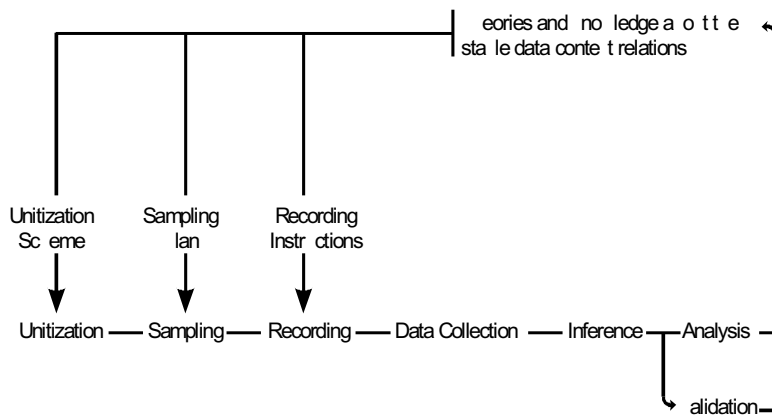 eories and no ledge a o t t e
sta le data conte t relations
Unitization
Sc eme
Sampling
lan
Recording
Instr ctions
Unitization
Sampling
Recording
Data Collection
Inference
Analysis
alidation